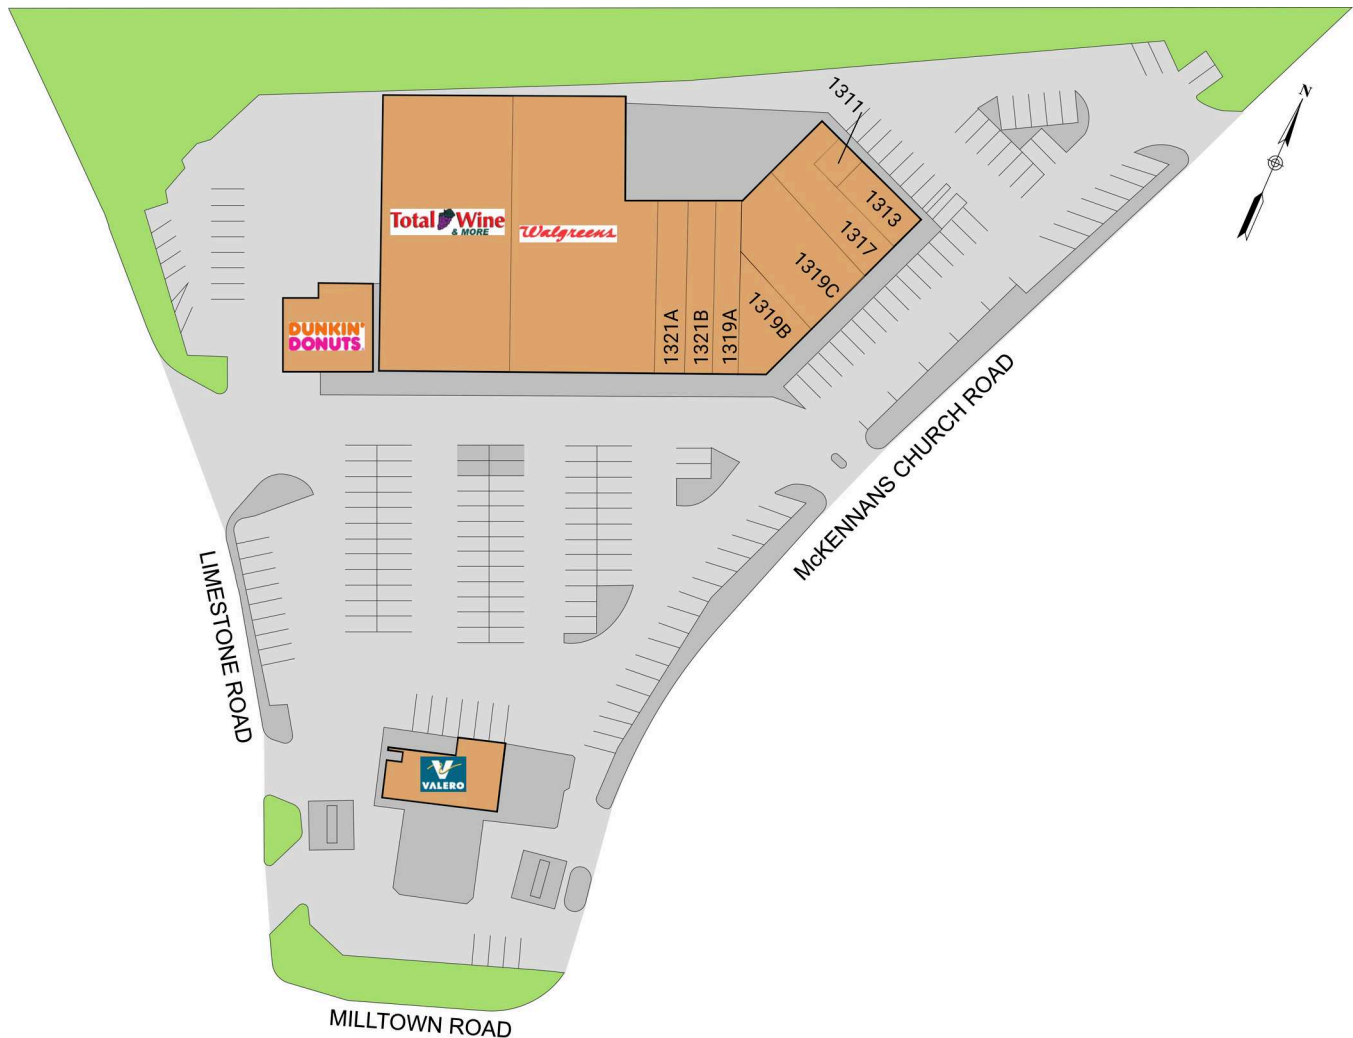 1311
N
Total Wine
& MORE
Walgreens
1313
1317
1319C
1319B
1319A
1321B
1321A
DUNKIN'
DONUTS
McKENNANS CHURCH ROAD
LIMESTONE ROAD
VALERO
MILLTOWN ROAD